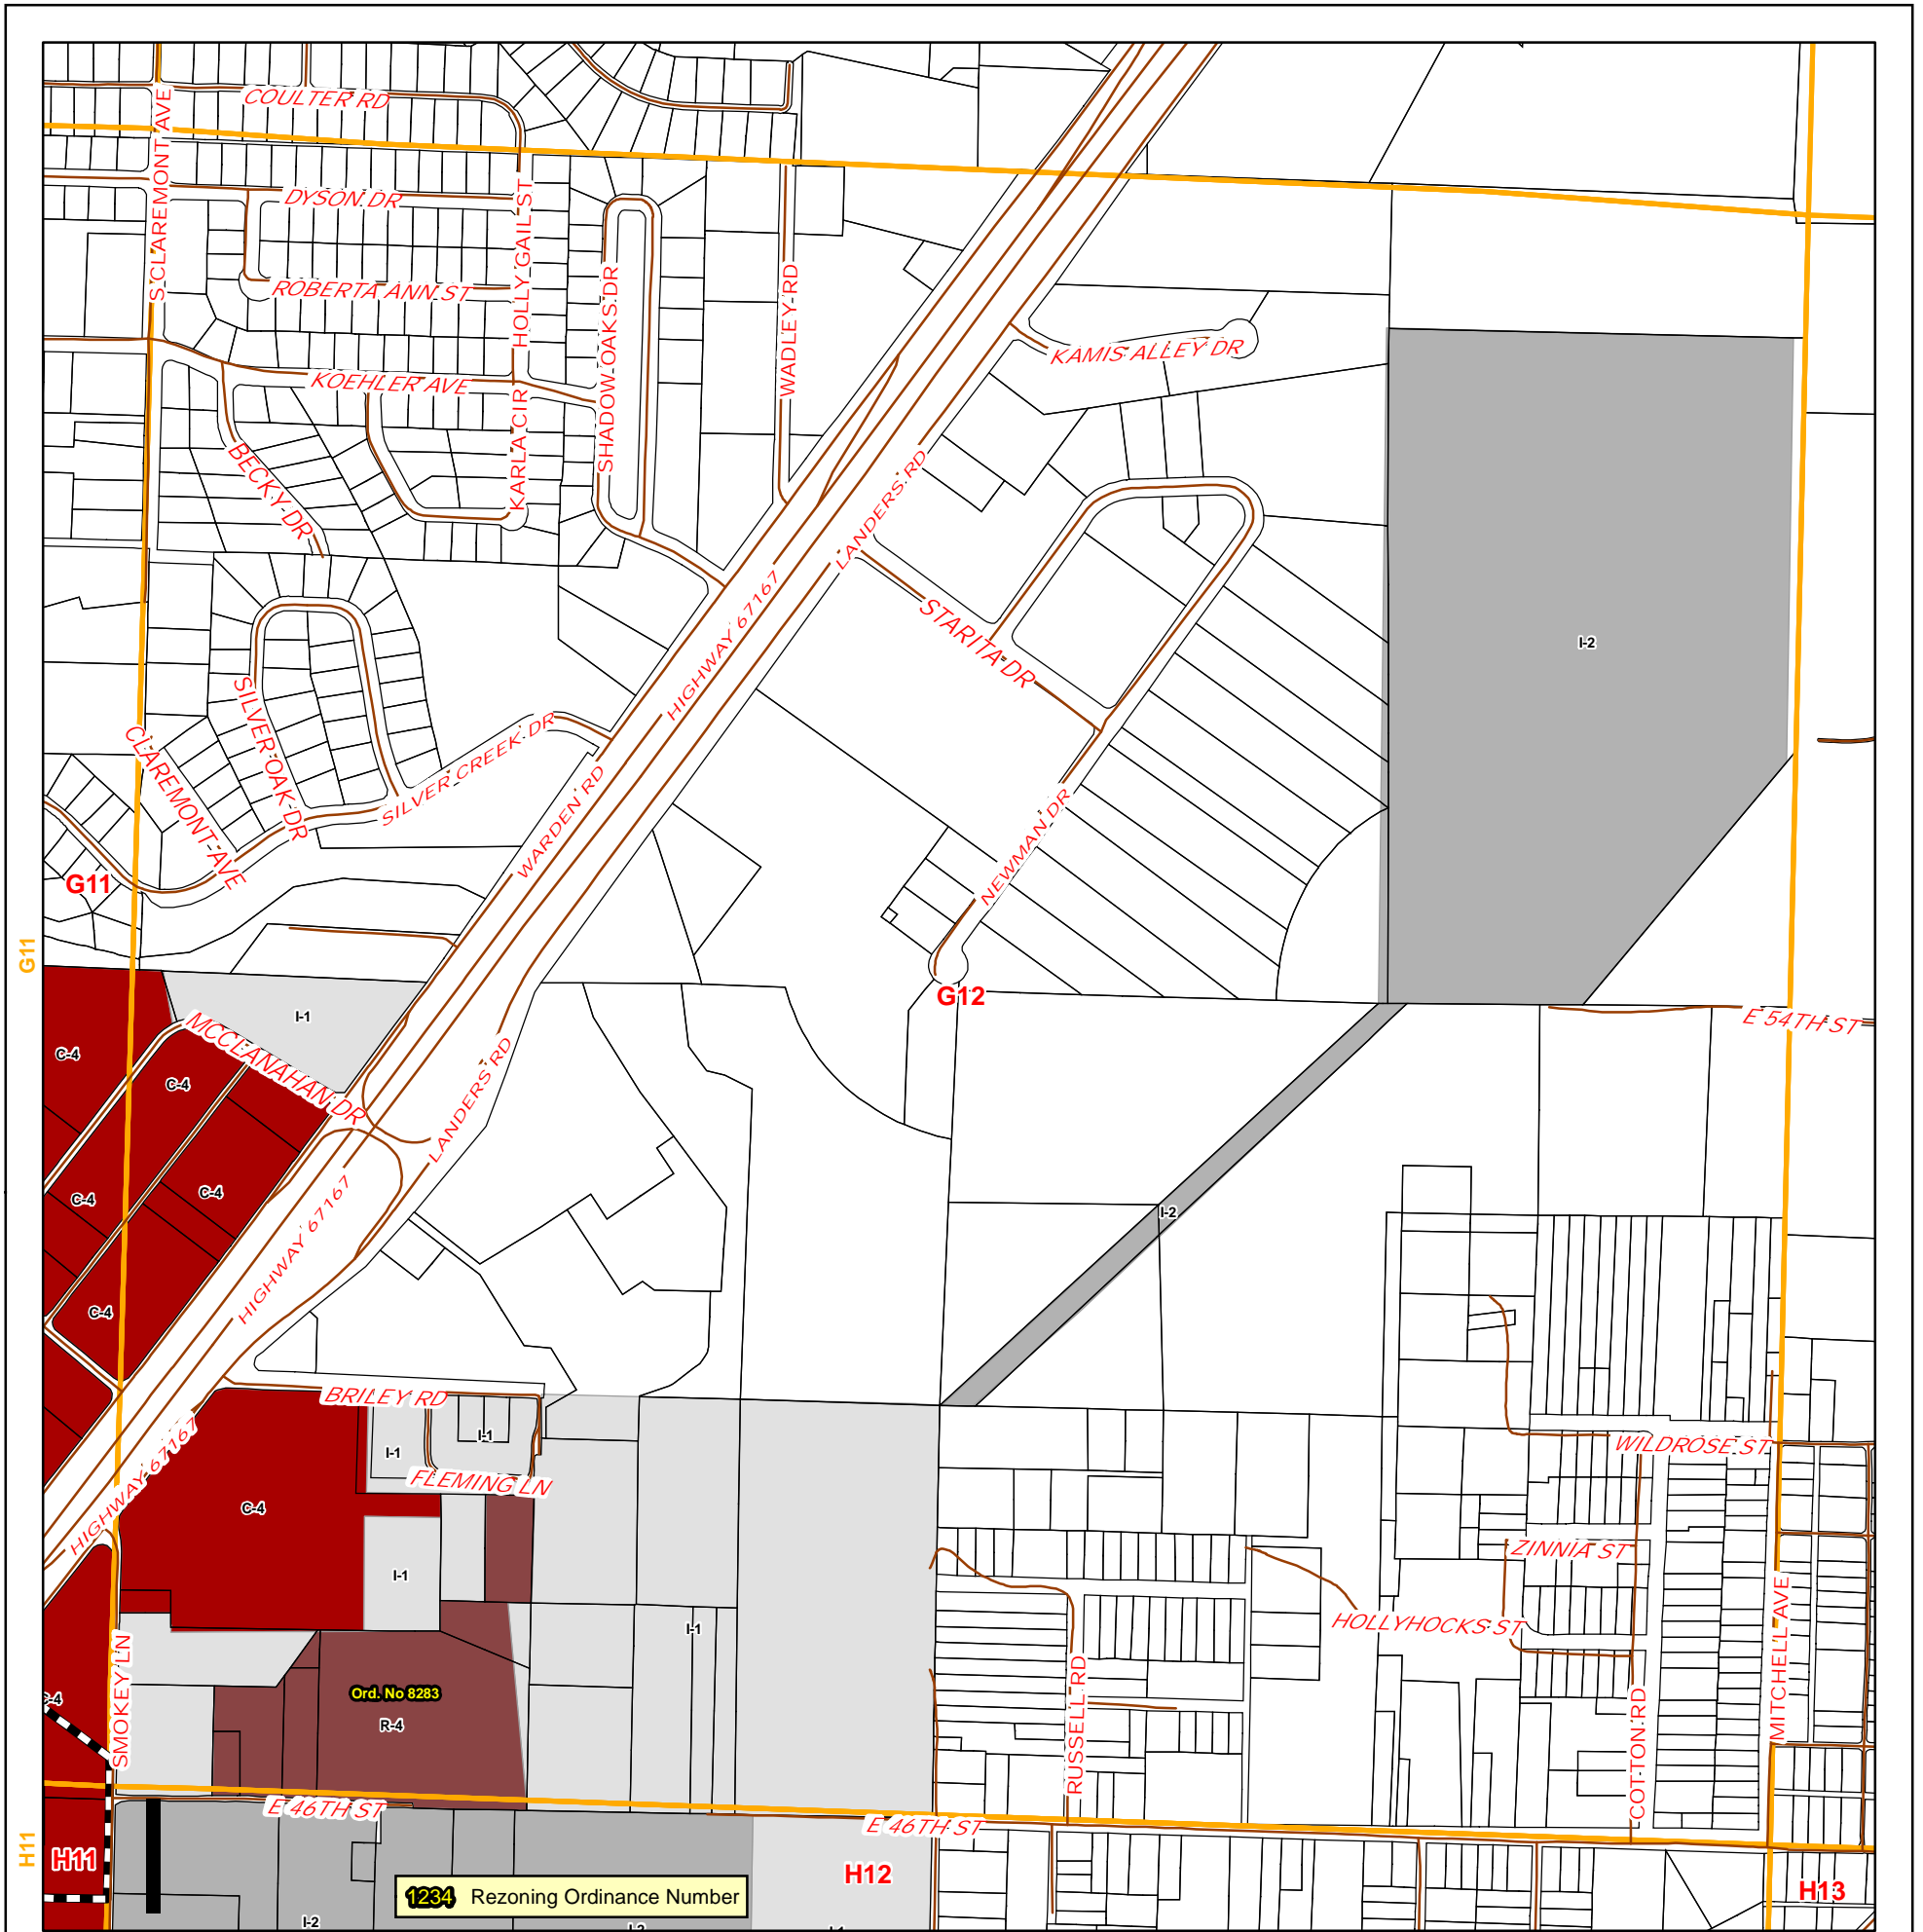 COULTER RD
S CLAREMONT AVE
DYSON DR
HOLLY GAIL ST
ROBERTA ANN ST
SHADOW OAKS DR
WADLEY RD
KAMIS ALLEY DR
KOEHLER AVE
KARLA CIR
BECKY DR
LANDERS RD
HIGHWAY 67167
STARITA DR
I-2
SILVER OAK DR
SILVER CREEK DR
CLAREMONT AVE
WARDEN RD
NEWMAN DR
G11
G11
G12
I-1
MCCLANAHAN DR
E 54TH ST
C-4
C-4
LANDERS RD
C-4
C-4
I-2
HIGHWAY 67167
C-4
BRILEY RD
I-1
I-1
FLEMING LN
HIGHWAY 67167
C-4
WILDROSE ST
ZINNIA ST
I-1
HOLLYHOCKS ST
I-1
SMOKEY LN
RUSSELL RD
COTTON RD
MITCHELL AVE
C-4
Ord. No 8283
R-4
E 46TH ST
E 46TH ST
H11
H11
H12
H13
1234 Rezoning Ordinance Number
I-2
I-2
I-1